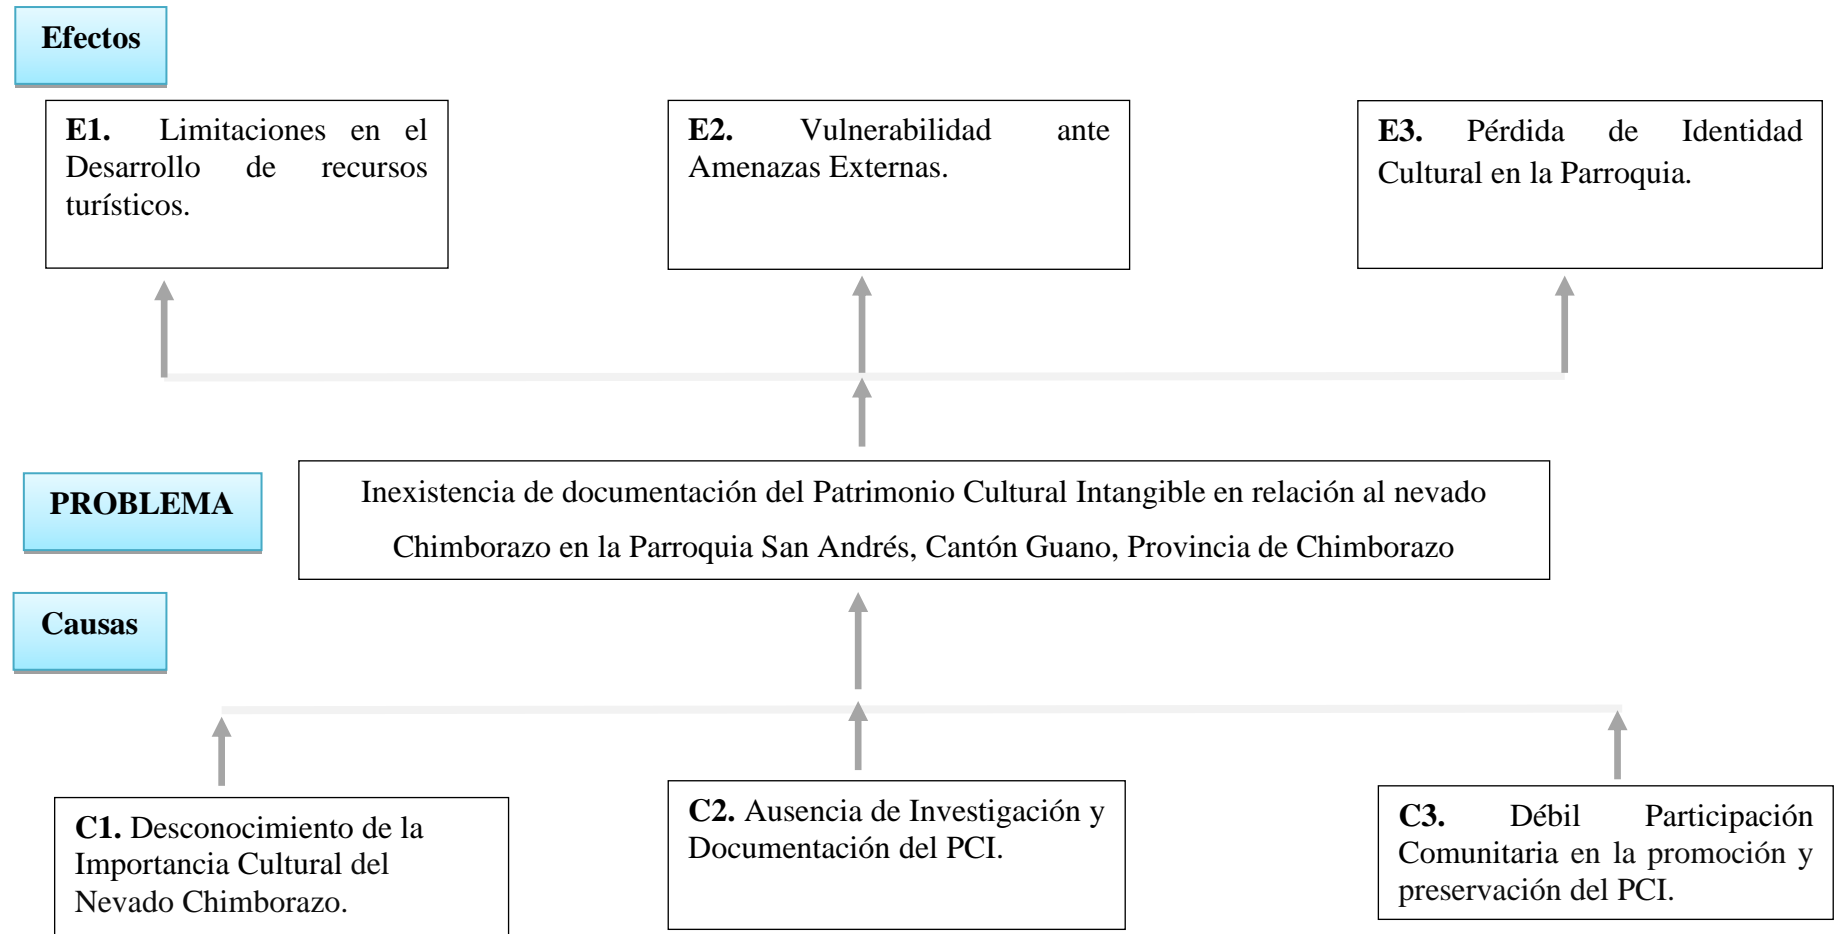 Efectos
E1. Limitaciones en el
Desarrollo de recursos
turísticos.
E2. Vulnerabilidad ante
Amenazas Externas.
E3. Pérdida de Identidad
Cultural en la Parroquia.
PROBLEMA
Inexistencia de documentación del Patrimonio Cultural Intangible en relación al nevado
Chimborazo en la Parroquia San Andrés, Cantón Guano, Provincia de Chimborazo
Causas
C1. Desconocimiento de la
Importancia Cultural del
Nevado Chimborazo.
C2. Ausencia de Investigación y
Documentación del PCI.
C3. Débil Participación
Comunitaria en la promoción y
preservación del PCI.